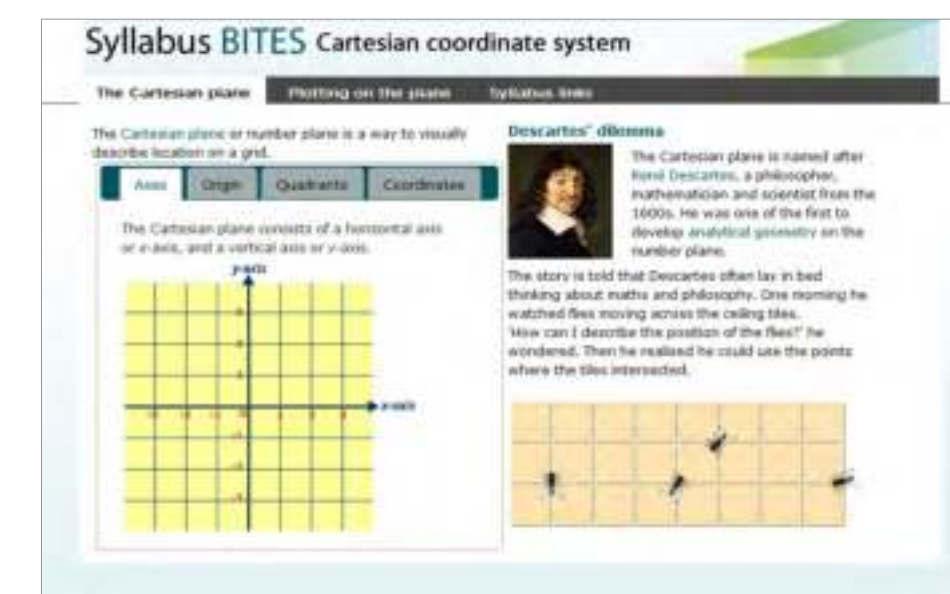 Syllabus BITES Cartesian coordinate system
The Cartesian plane
Plotting on the plane
Syllabus links
The Cartesian plane or number plane is a way to visually
describe location on a grid.
Axes
Origin
Quadrants
Coordinates
The Cartesian plane consists of a horizontal axis
or x-axis, and a vertical axis or y-axis.
y-axis
x-axis
Descartes' dilemma
The Cartesian plane is named after
René Descartes, a philosopher,
mathematician and scientist from the
1600s. He was one of the first to
develop analytical geometry on the
number plane.
The story is told that Descartes often lay in bed
thinking about maths and philosophy. One morning he
watched flies moving across the ceiling tiles.
'How can I describe the position of the flies?' he
wondered. Then he realised he could use the points
where the tiles intersected.